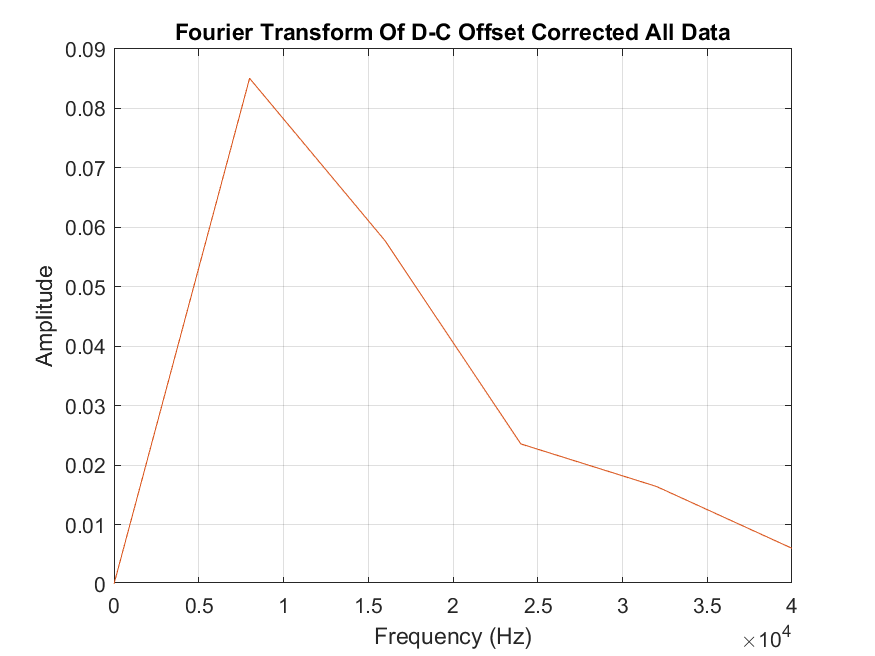 Fourier Transform Of D-C Offset Corrected All Data
0.09
0.08
0.07
0.06
0.05
0.04
0.03
0.02
0.01
0
Amplitude
0 0.5 1 1.5 2 2.5 3 3.5 4
Frequency (Hz)
×10⁴